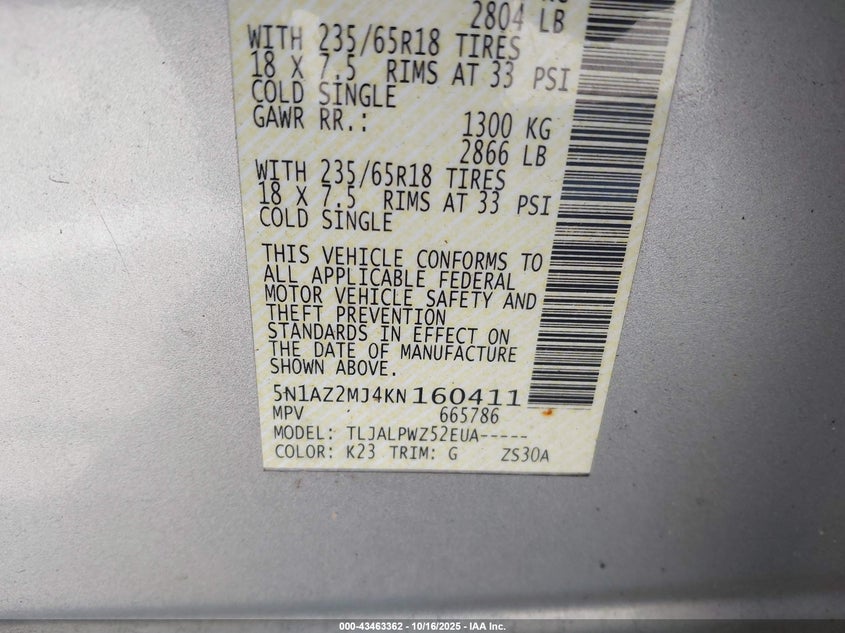 2804 LB
WITH 235/65R18 TIRES
18 X 7.5 RIMS AT 33 PSI
COLD SINGLE
GAWR RR.: 1300 KG
2866 LB
WITH 235/65R18 TIRES
18 X 7.5 RIMS AT 33 PSI
COLD SINGLE
THIS VEHICLE CONFORMS TO
ALL APPLICABLE FEDERAL
MOTOR VEHICLE SAFETY AND
THEFT PREVENTION
STANDARDS IN EFFECT ON
THE DATE OF MANUFACTURE
SHOWN ABOVE.
5N1AZ2MJ4KN160411
MPV 665786
MODEL: TLJALPWZ52EUA-----
COLOR: K23 TRIM: G ZS30A
000-43463362 - 10/16/2025 - IAA Inc.